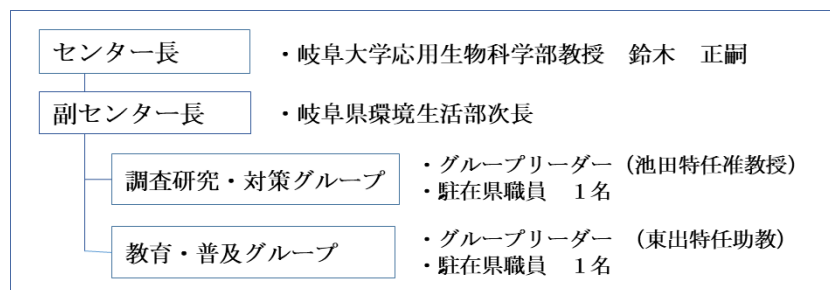 センター長　・岐阜大学応用生物科学部教授　鈴木　正嗣
副センター長　・岐阜県環境生活部次長
調査研究・対策グループ　・グループリーダー（池田特任准教授）
・駐在県職員　１名
教育・普及グループ　・グループリーダー　（東出特任助教）
・駐在県職員　１名